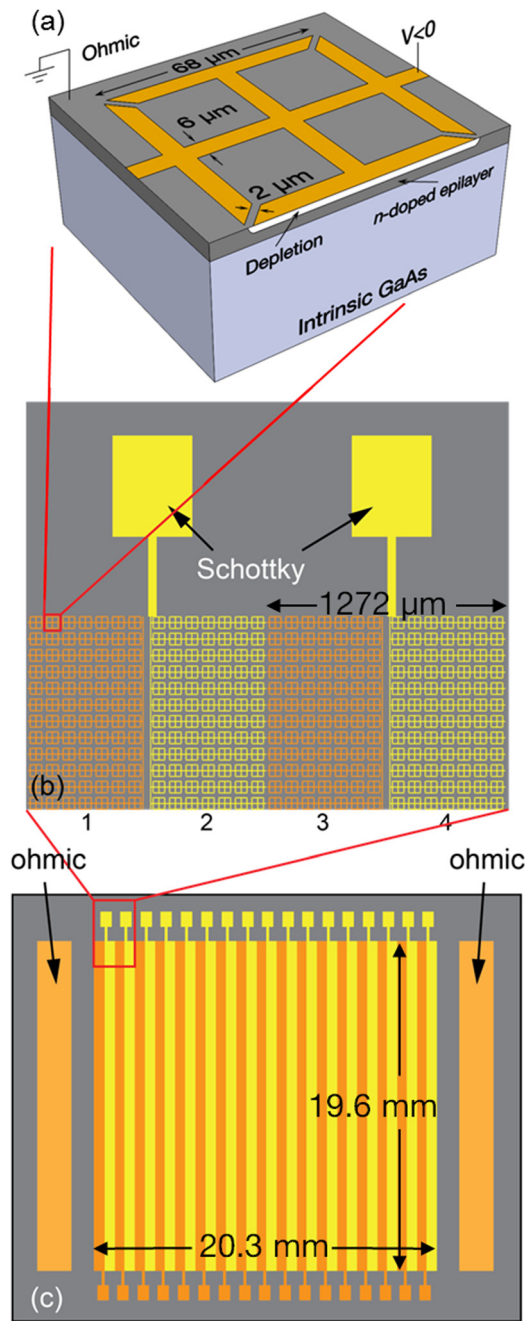 (a)
Ohmic
68 μm
V<0
6 μm
2 μm
Depletion
n-doped epilayer
Intrinsic GaAs
Schottky
1272 μm
(b)
1 2 3 4
ohmic ohmic
19.6 mm
20.3 mm
(c)